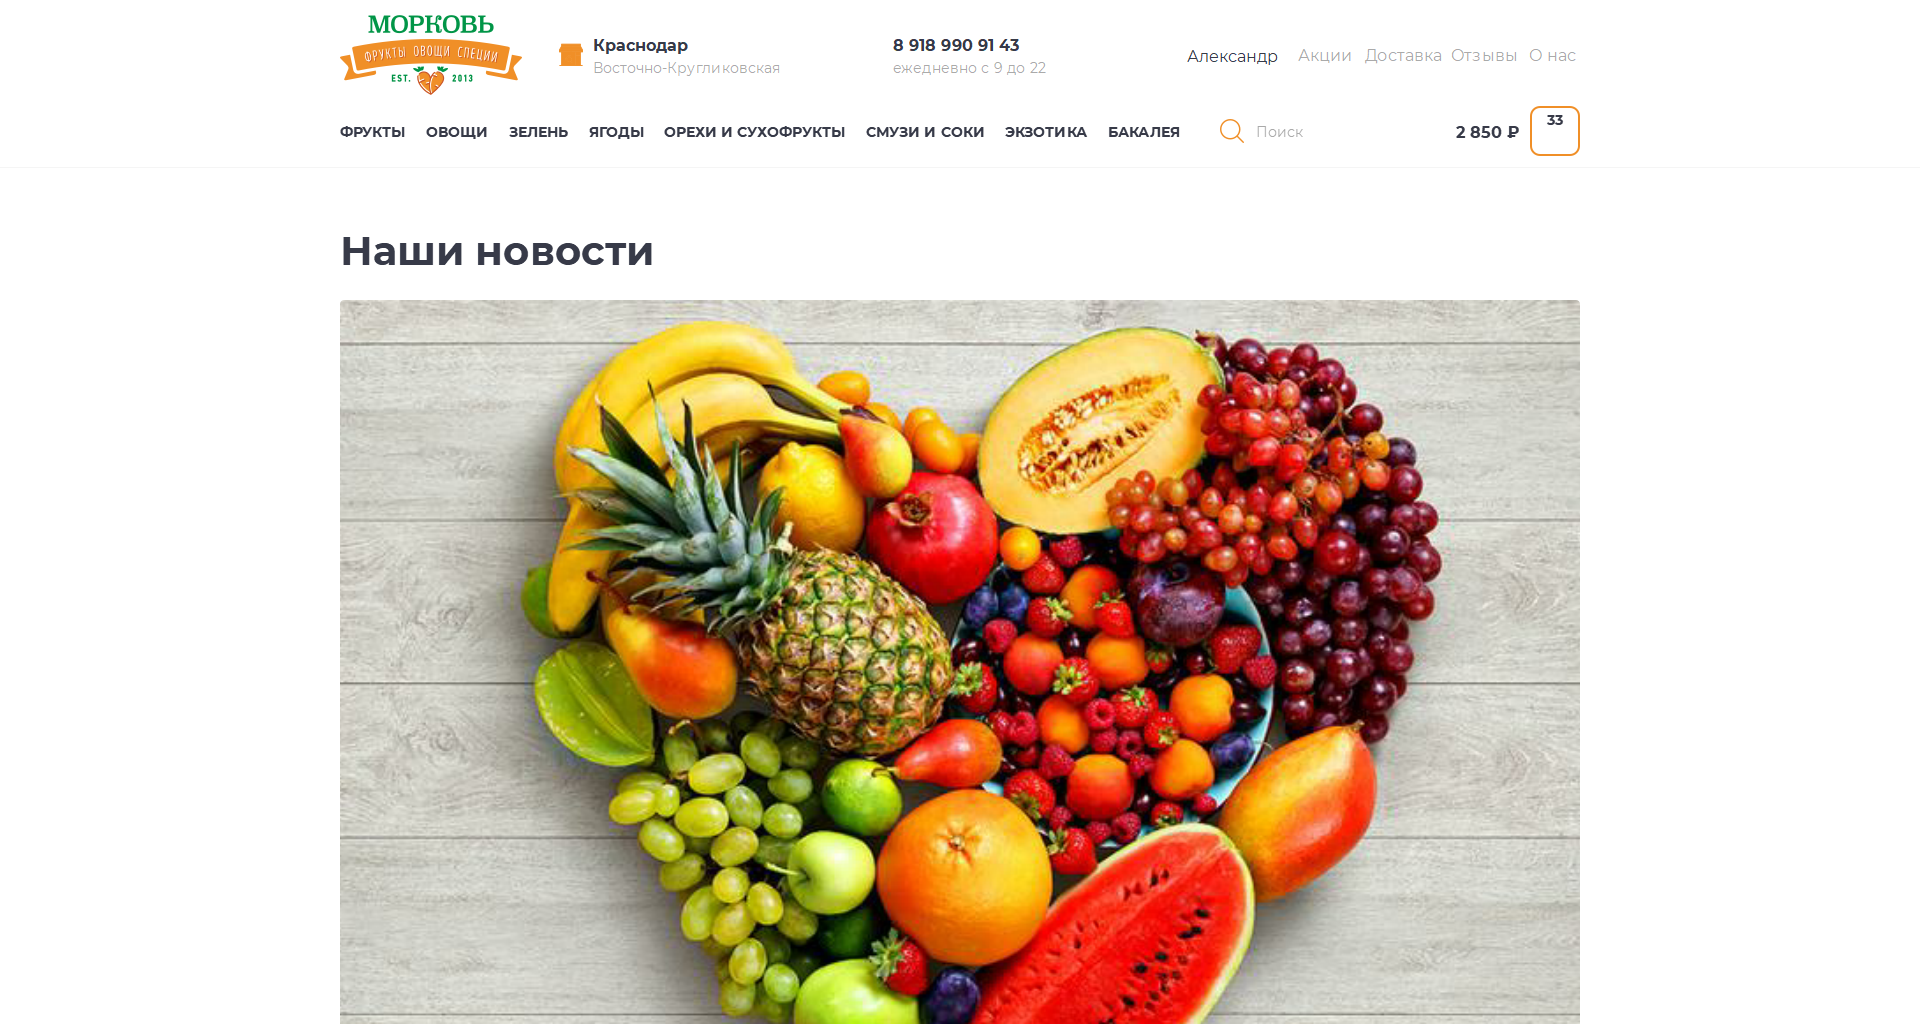 МОРКОВЬ
ФРУКТЫ ОВОЩИ СПЕЦИИ
EST. 2013
Краснодар
Восточно-Кругликовская
8 918 990 91 43
ежедневно с 9 до 22
Александр Акции Доставка Отзывы О нас
ФРУКТЫ ОВОЩИ ЗЕЛЕНЬ ЯГОДЫ ОРЕХИ И СУХОФРУКТЫ СМУЗИ И СОКИ ЭКЗОТИКА БАКАЛЕЯ Поиск 2 850 ₽ 33
Наши новости